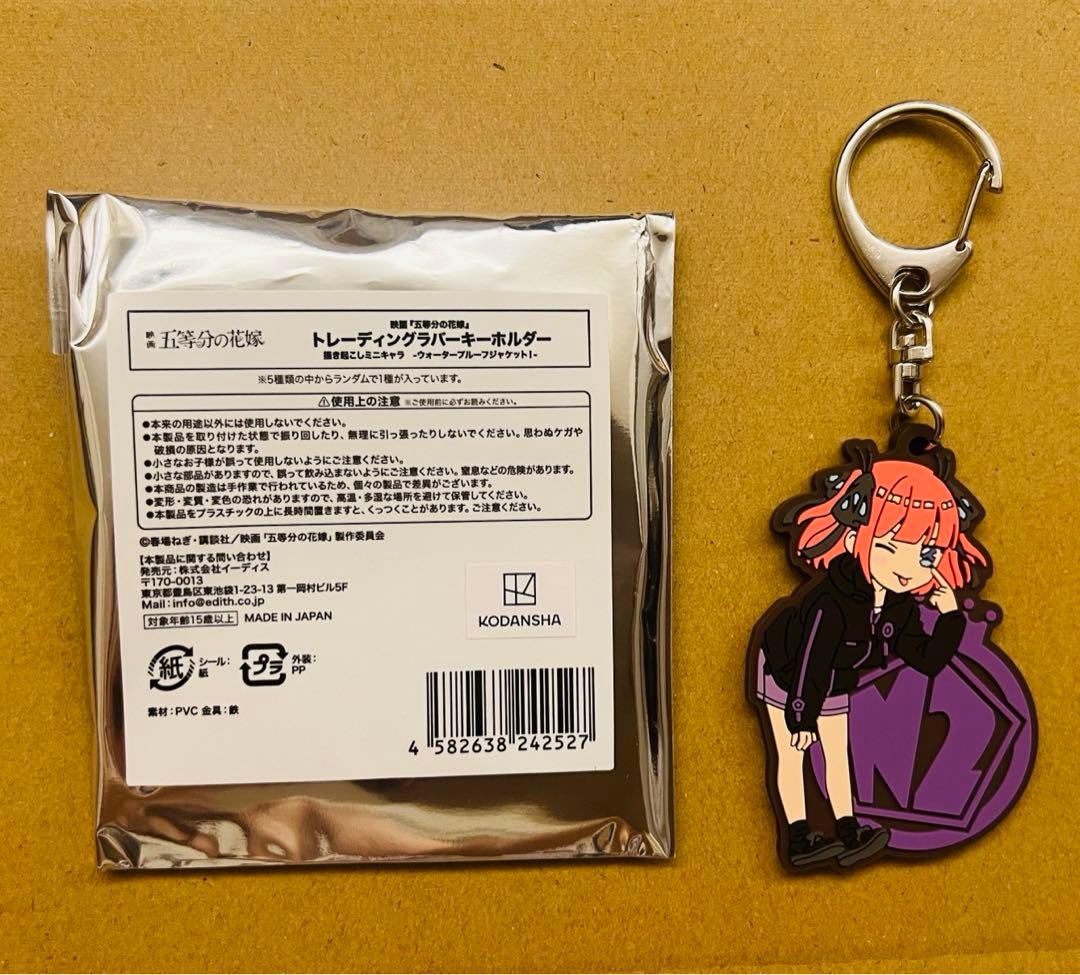 映画 五等分の花嫁
映画『五等分の花嫁』
トレーディングラバーキーホルダー
描き起こしミニキャラ -ウォータープルーフジャケット!-
※5種類の中からランダムで1種が入っています。
⚠使用上の注意 ※ご使用前に必ずお読みください。
●本来の用途以外には使用しないでください。
●本製品を取り付けた状態で振り回したり、無理に引っ張ったりしないでください。思わぬケガや
破損の原因となります。
●小さなお子様が誤って使用しないようにご注意ください。
●小さな部品がありますので、誤って飲み込まないようにご注意ください。窒息などの危険があります。
●本商品の製造は手作業で行われているため、個々の製品で差異がございます。
●変形・変質・変色の恐れがありますので、高温・多湿な場所を避けて保管してください。
●本製品をプラスチックの上に長時間置きますと、くっつくことがあります。ご注意ください。
©春場ねぎ・講談社/映画「五等分の花嫁」製作委員会
【本製品に関する問い合わせ】
発売元:株式会社イーディス
〒170-0013
東京都豊島区東池袋1-23-13 第一岡村ビル5F
Mail:info@edith.co.jp
対象年齢15歳以上 MADE IN JAPAN
KODANSHA
紙 シール:紙 プラ 外装:PP
素材:PVC 金具:鉄
4 582638 242527
N2